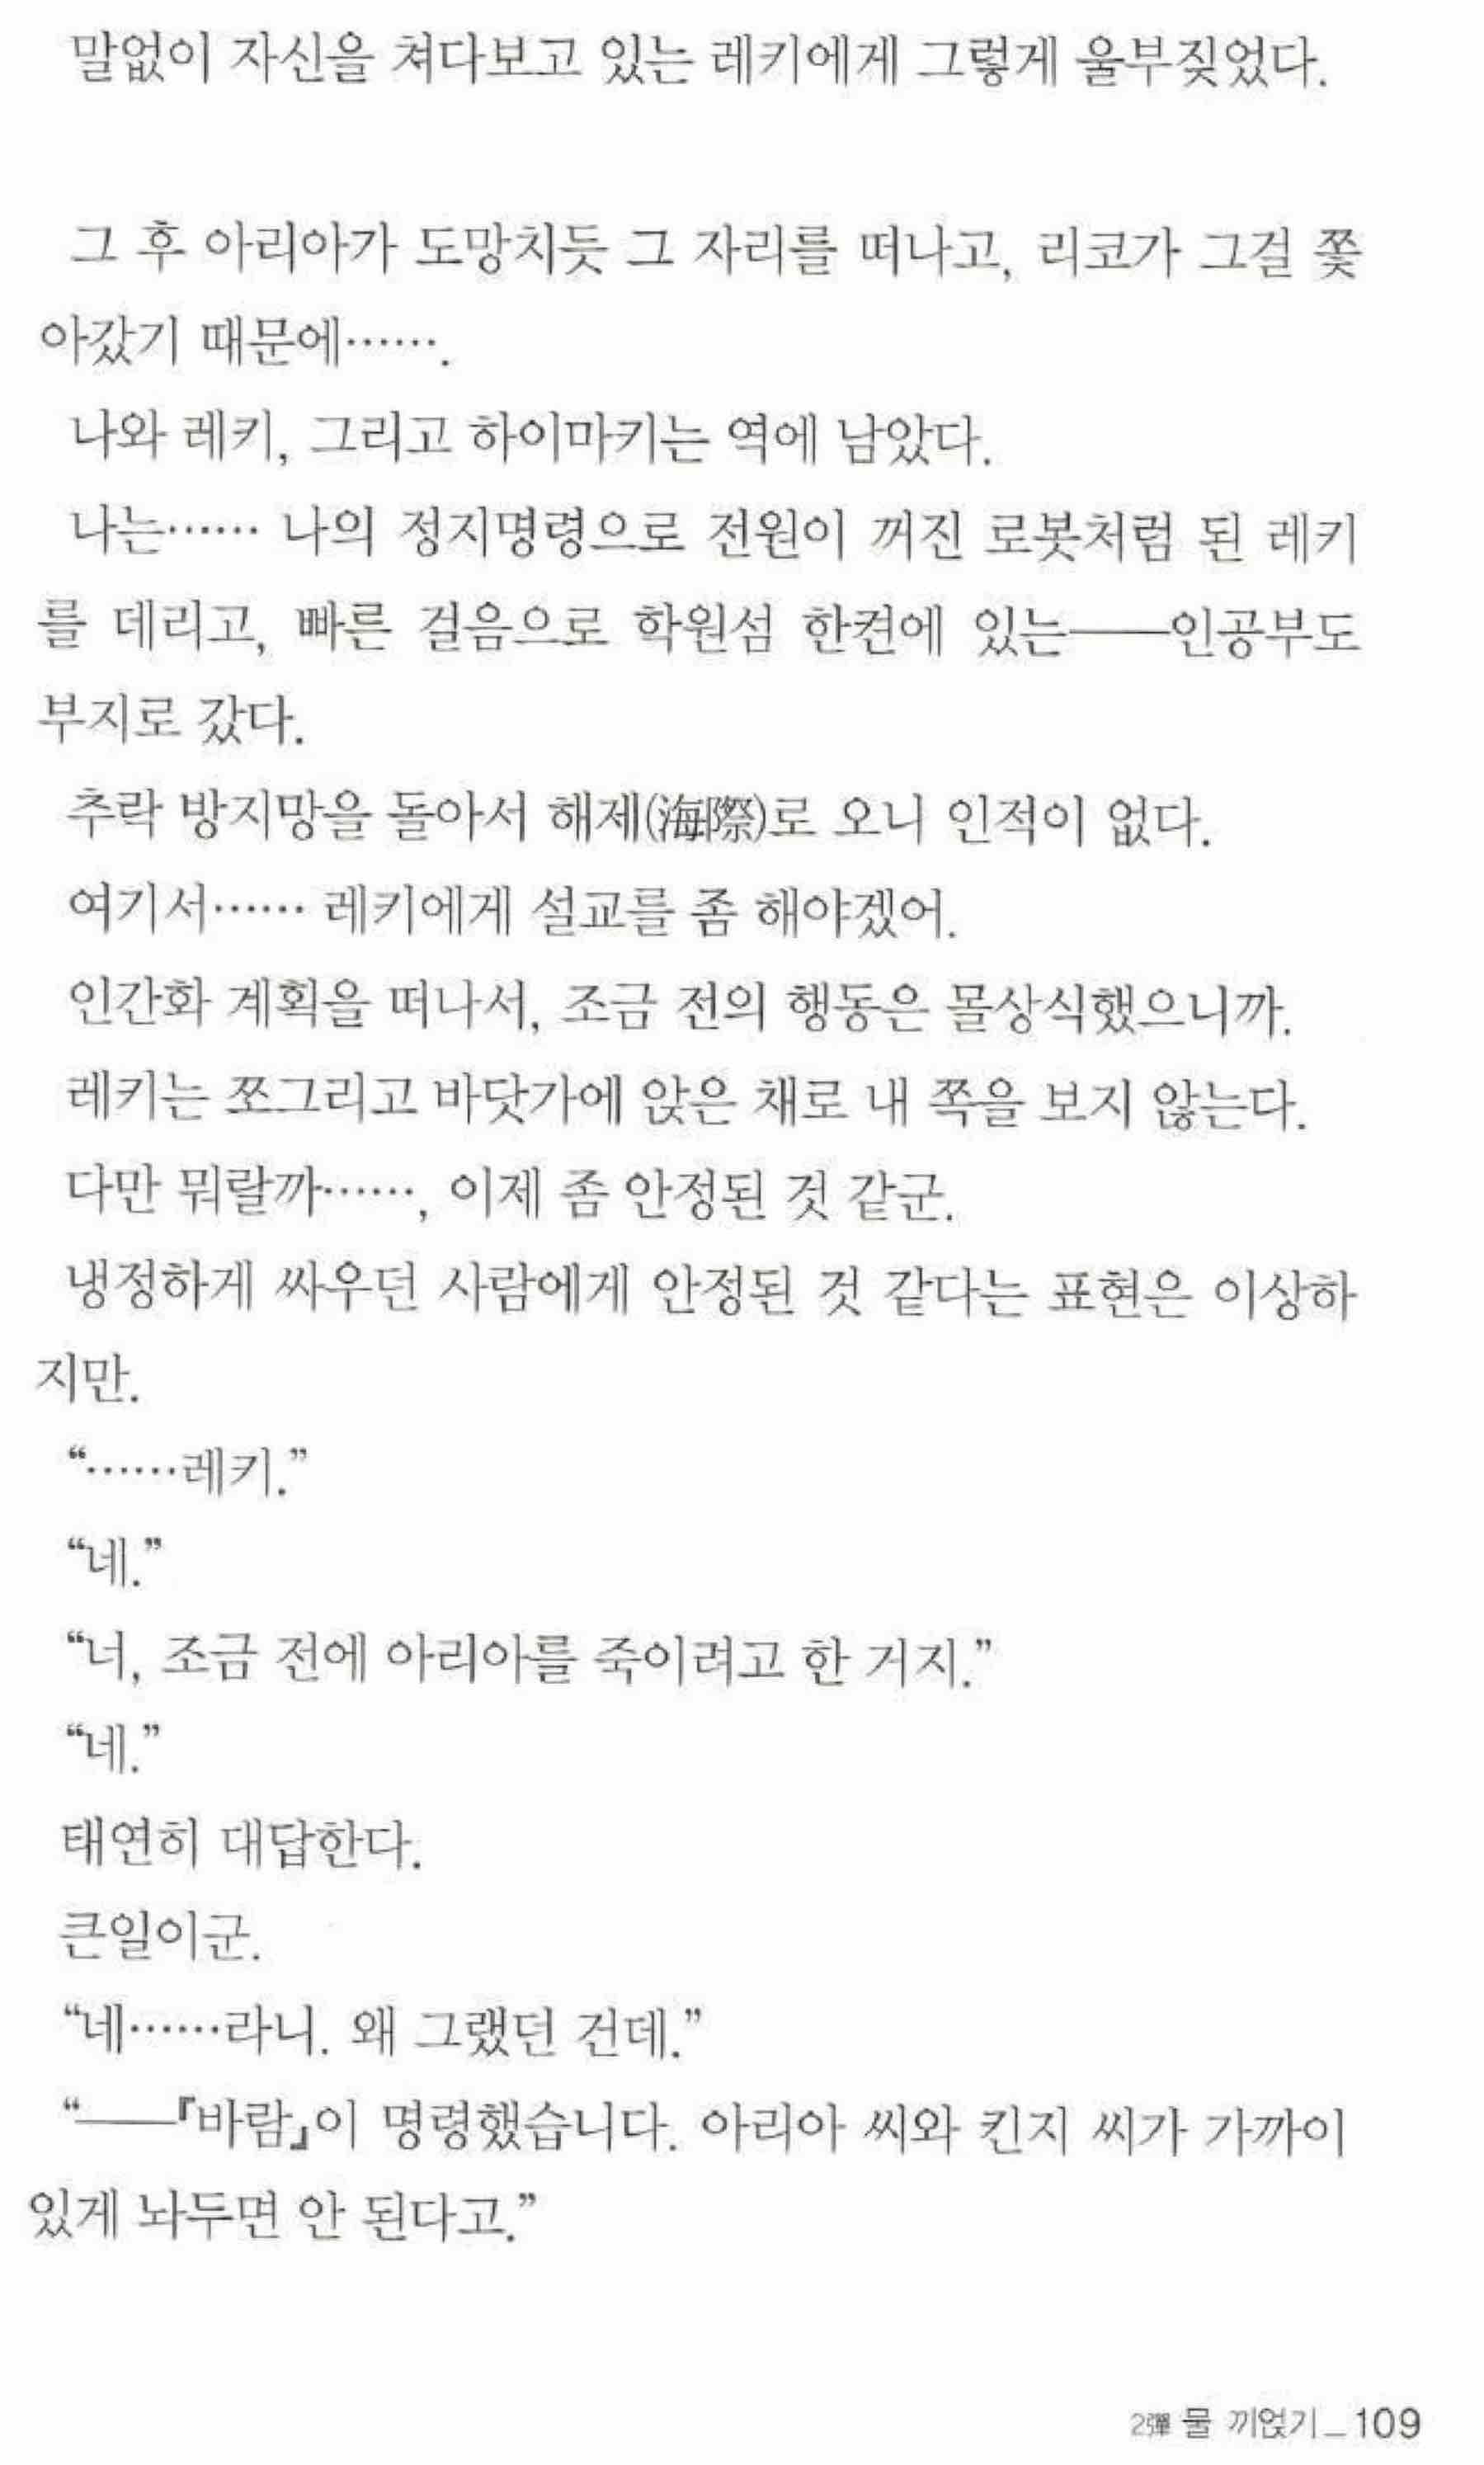 말없이 자신을 쳐다보고 있는 레키에게 그렇게 울부짖었다.
그 후 아리아가 도망치듯 그 자리를 떠나고, 리코가 그걸 쫓
아갔기 때문에…….
나와 레키, 그리고 하이마키는 역에 남았다.
나는…… 나의 정지명령으로 전원이 꺼진 로봇처럼 된 레키
를 데리고, 빠른 걸음으로 학원섬 한켠에 있는――인공부도
부지로 갔다.
추락 방지망을 돌아서 해제(海際)로 오니 인적이 없다.
여기서…… 레키에게 설교를 좀 해야겠어.
인간화 계획을 떠나서, 조금 전의 행동은 몰상식했으니까.
레키는 쪼그리고 바닷가에 앉은 채로 내 쪽을 보지 않는다.
다만 뭐랄까……, 이제 좀 안정된 것 같군.
냉정하게 싸우던 사람에게 안정된 것 같다는 표현은 이상하
지만.
“……레키.”
“네.”
“너, 조금 전에 아리아를 죽이려고 한 거지.”
“네.”
태연히 대답한다.
큰일이군.
“네……라니. 왜 그랬던 건데.”
“――『바람』이 명령했습니다. 아리아 씨와 킨지 씨가 가까이
있게 놔두면 안 된다고.”
2彈 물 끼얹기_109